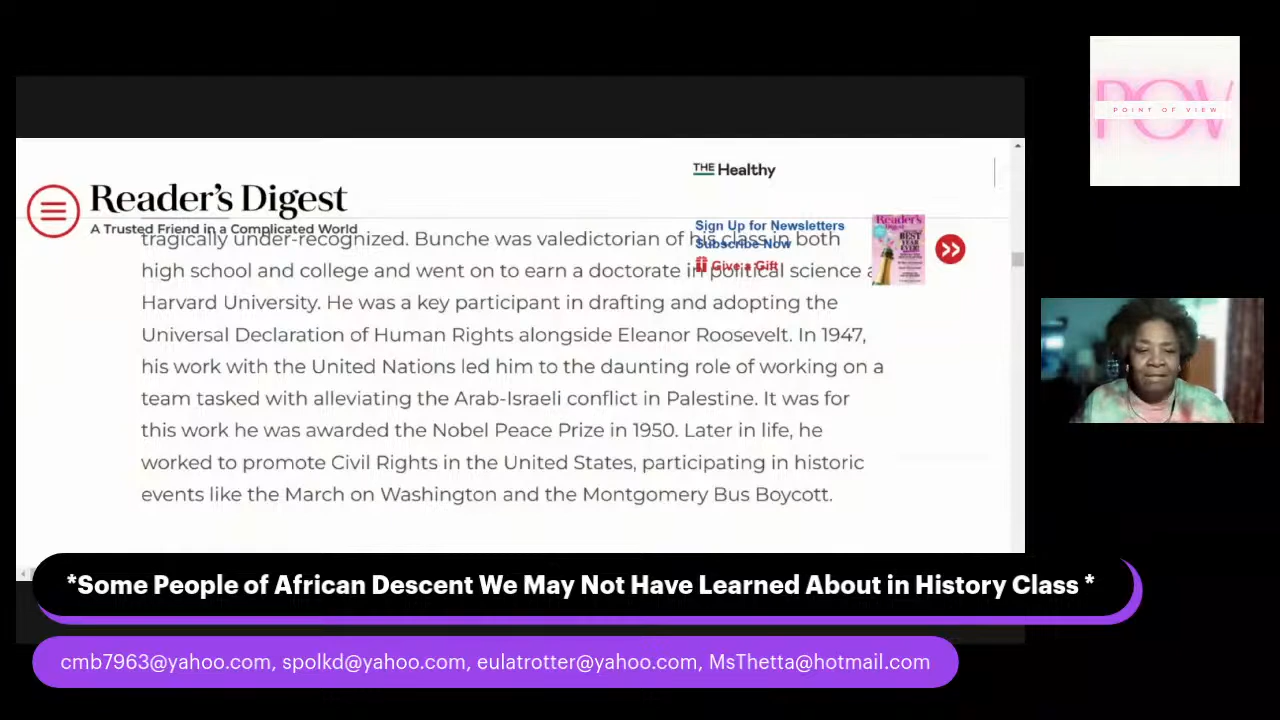 POV
POINT OF VIEW
THE Healthy
Reader's Digest
A Trusted Friend in a Complicated World
Sign Up for Newsletters
Subscribe Now
Give a Gift
Reader's
Digest
BEST
YEAR
EVER!
tragically under-recognized. Bunche was valedictorian of his class in both
high school and college and went on to earn a doctorate in political science a
Harvard University. He was a key participant in drafting and adopting the
Universal Declaration of Human Rights alongside Eleanor Roosevelt. In 1947,
his work with the United Nations led him to the daunting role of working on a
team tasked with alleviating the Arab-Israeli conflict in Palestine. It was for
this work he was awarded the Nobel Peace Prize in 1950. Later in life, he
worked to promote Civil Rights in the United States, participating in historic
events like the March on Washington and the Montgomery Bus Boycott.
*Some People of African Descent We May Not Have Learned About in History Class *
cmb7963@yahoo.com, spolkd@yahoo.com, eulatrotter@yahoo.com, MsThetta@hotmail.com